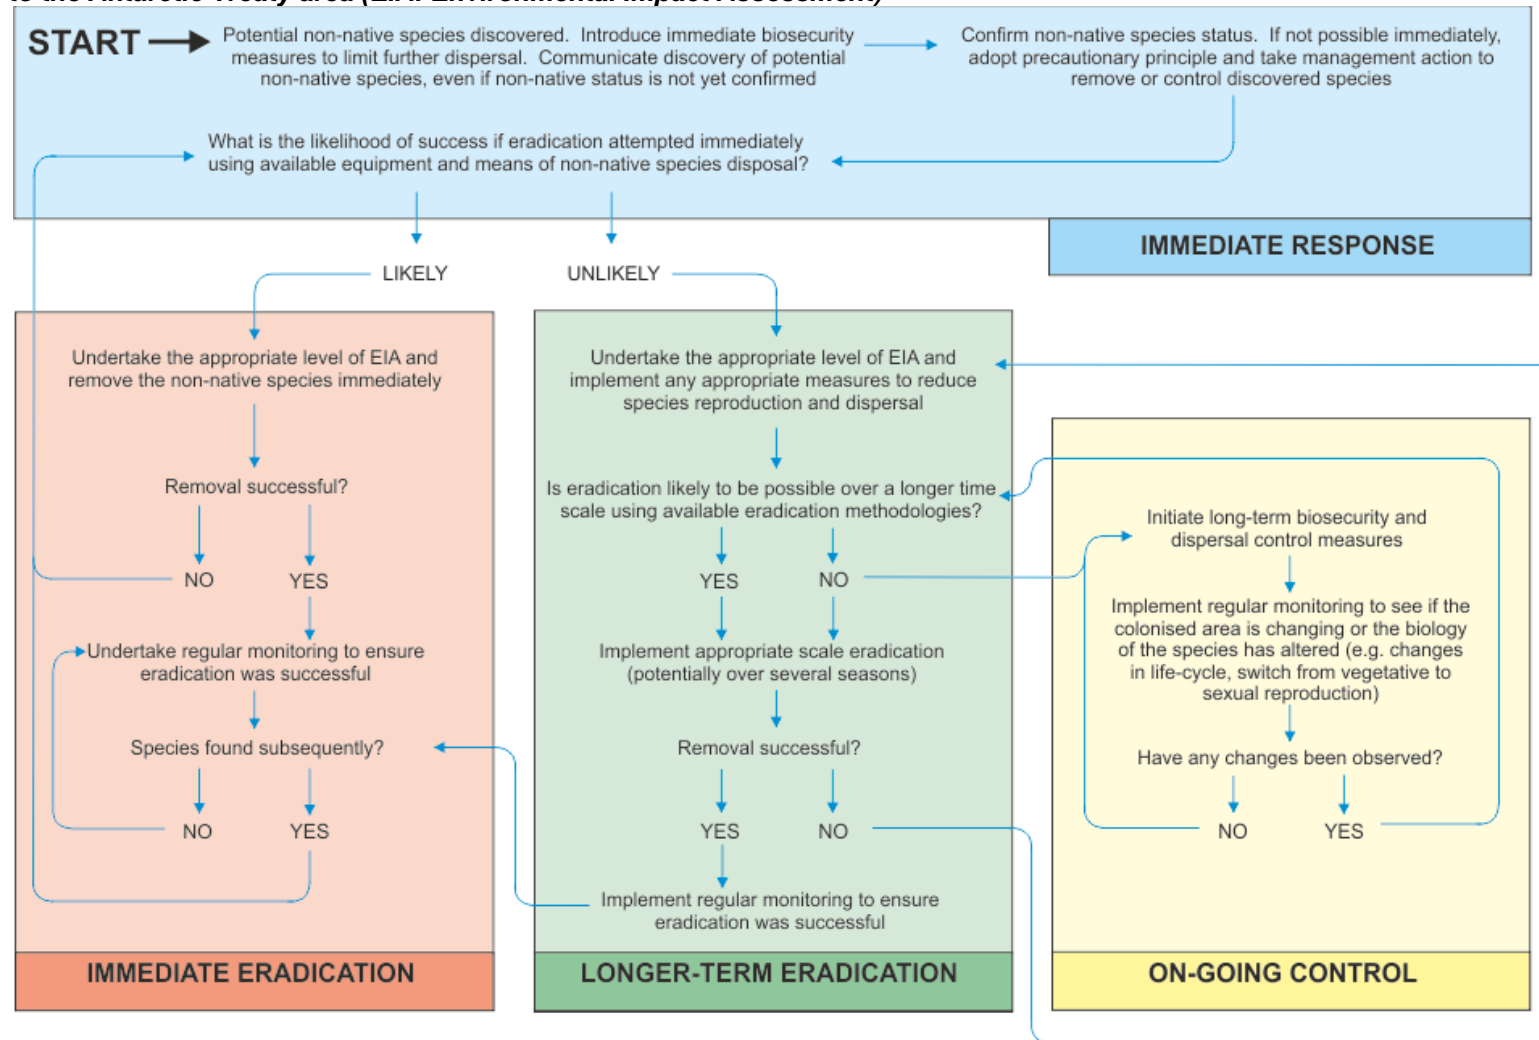 to the Antarctic Treaty area (EIA: Environmental Impact Assessment)
START
Potential non-native species discovered. Introduce immediate biosecurity
measures to limit further dispersal. Communicate discovery of potential
non-native species, even if non-native status is not yet confirmed
Confirm non-native species status. If not possible immediately,
adopt precautionary principle and take management action to
remove or control discovered species
What is the likelihood of success if eradication attempted immediately
using available equipment and means of non-native species disposal?
IMMEDIATE RESPONSE
LIKELY
UNLIKELY
Undertake the appropriate level of EIA and
remove the non-native species immediately
Removal successful?
NO
YES
Undertake regular monitoring to ensure
eradication was successful
Species found subsequently?
NO
YES
IMMEDIATE ERADICATION
Undertake the appropriate level of EIA and
implement any appropriate measures to reduce
species reproduction and dispersal
Is eradication likely to be possible over a longer time
scale using available eradication methodologies?
YES
NO
Implement appropriate scale eradication
(potentially over several seasons)
Removal successful?
YES
NO
Implement regular monitoring to ensure
eradication was successful
LONGER-TERM ERADICATION
Initiate long-term biosecurity and
dispersal control measures
Implement regular monitoring to see if the
colonised area is changing or the biology
of the species has altered (e.g. changes
in life-cycle, switch from vegetative to
sexual reproduction)
Have any changes been observed?
NO
YES
ON-GOING CONTROL